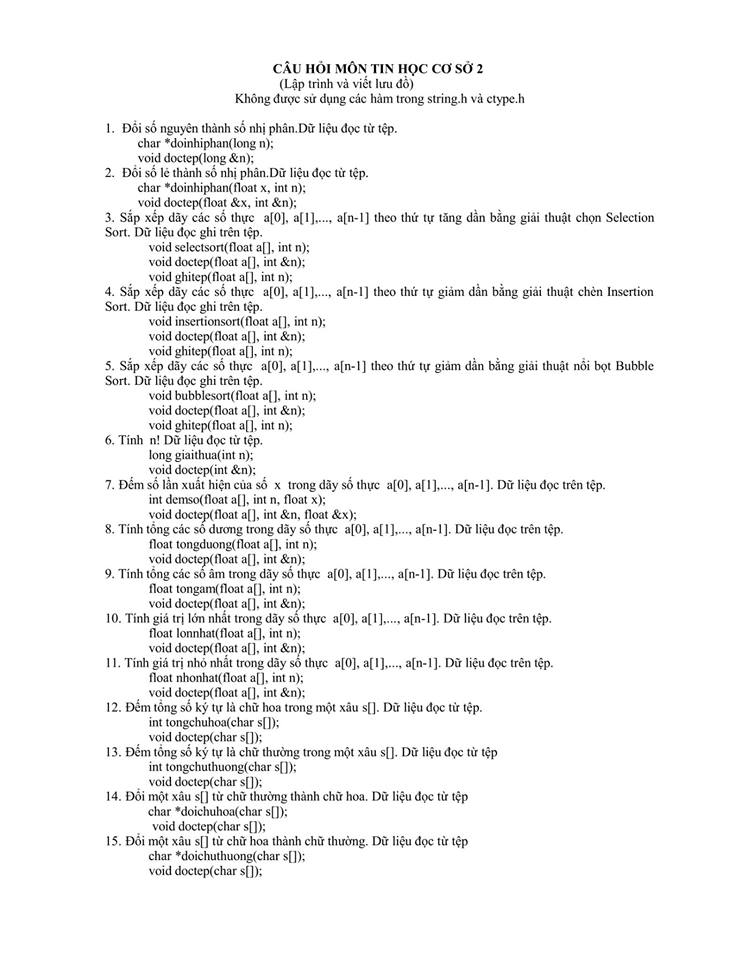 CÂU HỎI MÔN TIN HỌC CƠ SỞ 2
(Lập trình và viết lưu đồ)
Không được sử dụng các hàm trong string.h và ctype.h
1. Đổi số nguyên thành số nhị phân.Dữ liệu đọc từ tệp.
char *doinhiphan(long n);
void doctep(long &n);
2. Đổi số lẻ thành số nhị phân.Dữ liệu đọc từ tệp.
char *doinhiphan(float x, int n);
void doctep(float &x, int &n);
3. Sắp xếp dãy các số thực a[0], a[1],..., a[n-1] theo thứ tự tăng dần bằng giải thuật chọn Selection
Sort. Dữ liệu đọc ghi trên tệp.
void selectsort(float a[], int n);
void doctep(float a[], int &n);
void ghitep(float a[], int n);
4. Sắp xếp dãy các số thực a[0], a[1],..., a[n-1] theo thứ tự giảm dần bằng giải thuật chèn Insertion
Sort. Dữ liệu đọc ghi trên tệp.
void insertionsort(float a[], int n);
void doctep(float a[], int &n);
void ghitep(float a[], int n);
5. Sắp xếp dãy các số thực a[0], a[1],..., a[n-1] theo thứ tự giảm dần bằng giải thuật nổi bọt Bubble
Sort. Dữ liệu đọc ghi trên tệp.
void bubblesort(float a[], int n);
void doctep(float a[], int &n);
void ghitep(float a[], int n);
6. Tính n! Dữ liệu đọc từ tệp.
long giaithua(int n);
void doctep(int &n);
7. Đếm số lần xuất hiện của số x trong dãy số thực a[0], a[1],..., a[n-1]. Dữ liệu đọc trên tệp.
int demso(float a[], int n, float x);
void doctep(float a[], int &n, float &x);
8. Tính tổng các số dương trong dãy số thực a[0], a[1],..., a[n-1]. Dữ liệu đọc trên tệp.
float tongduong(float a[], int n);
void doctep(float a[], int &n);
9. Tính tổng các số âm trong dãy số thực a[0], a[1],..., a[n-1]. Dữ liệu đọc trên tệp.
float tongam(float a[], int n);
void doctep(float a[], int &n);
10. Tính giá trị lớn nhất trong dãy số thực a[0], a[1],..., a[n-1]. Dữ liệu đọc trên tệp.
float lonnhat(float a[], int n);
void doctep(float a[], int &n);
11. Tính giá trị nhỏ nhất trong dãy số thực a[0], a[1],..., a[n-1]. Dữ liệu đọc trên tệp.
float nhonhat(float a[], int n);
void doctep(float a[], int &n);
12. Đếm tổng số ký tự là chữ hoa trong một xâu s[]. Dữ liệu đọc từ tệp.
int tongchuhoa(char s[]);
void doctep(char s[]);
13. Đếm tổng số ký tự là chữ thường trong một xâu s[]. Dữ liệu đọc từ tệp
int tongchuthuong(char s[]);
void doctep(char s[]);
14. Đổi một xâu s[] từ chữ thường thành chữ hoa. Dữ liệu đọc từ tệp
char *doichuhoa(char s[]);
void doctep(char s[]);
15. Đổi một xâu s[] từ chữ hoa thành chữ thường. Dữ liệu đọc từ tệp
char *doichuthuong(char s[]);
void doctep(char s[]);